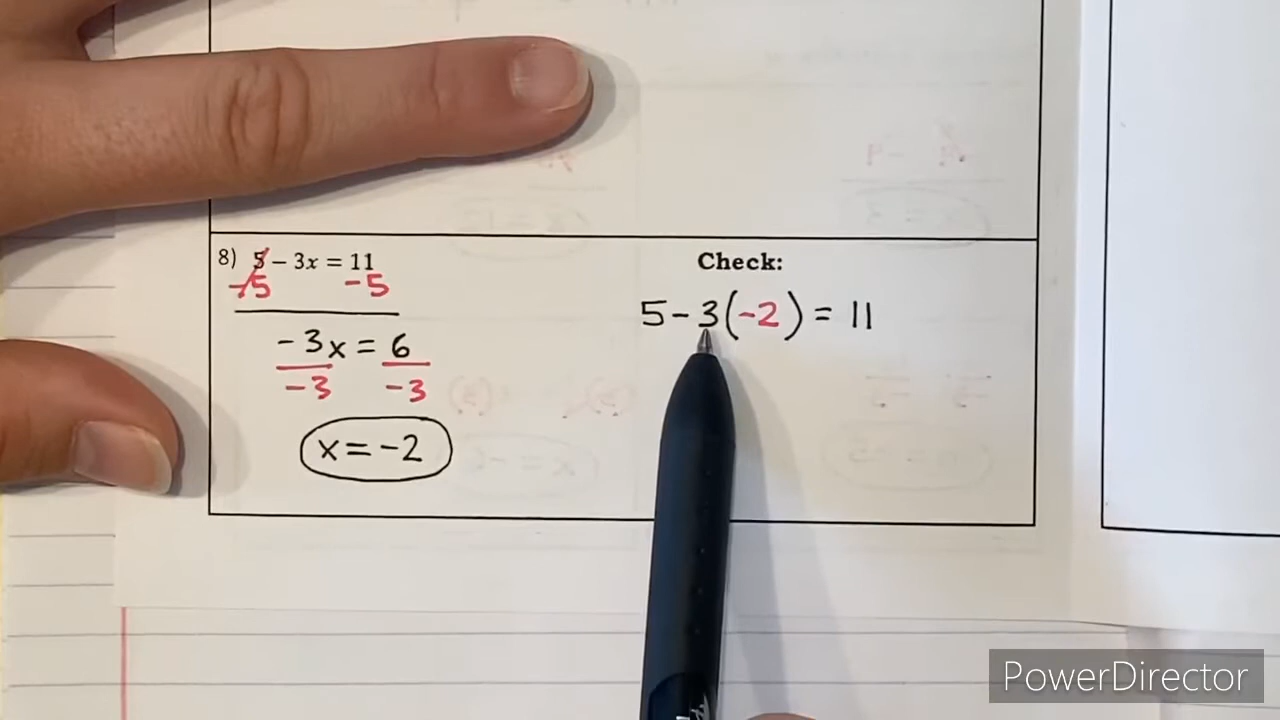 8) 5 – 3x = 11
-5 -5
-3x = 6
-3 -3
x = -2
Check:
5 - 3(-2) = 11
PowerDirector